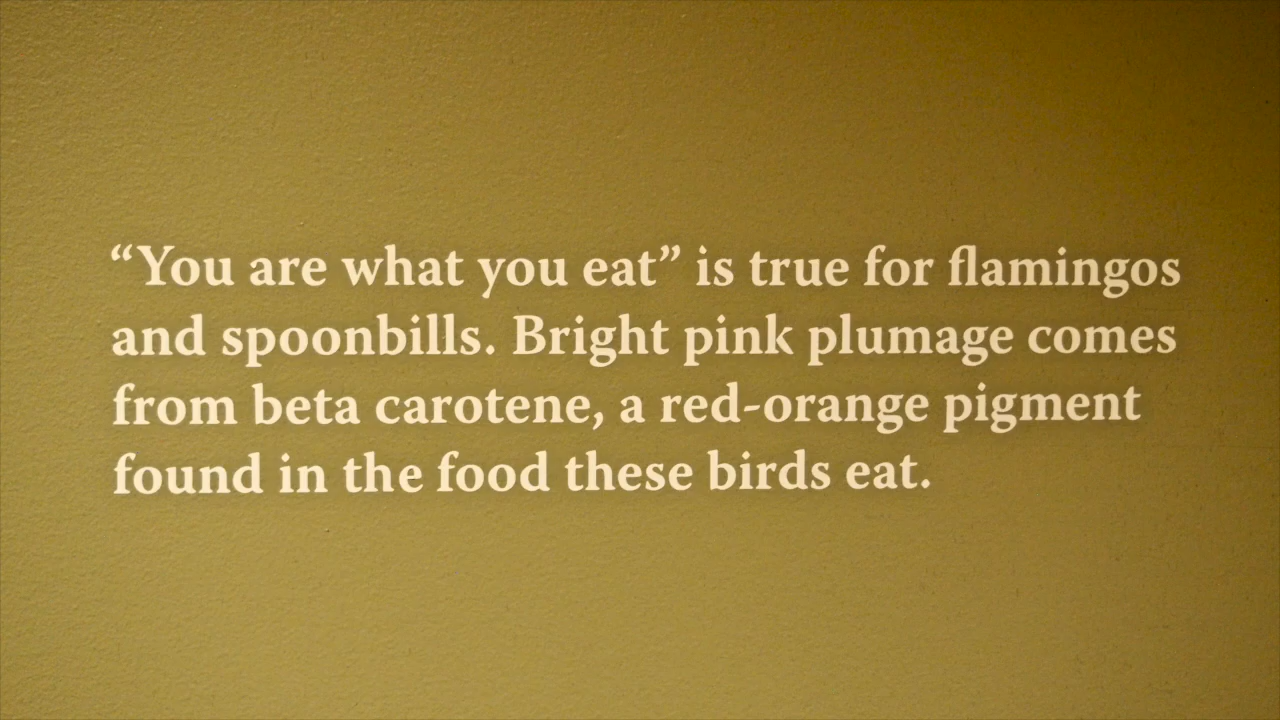 “You are what you eat” is true for flamingos
and spoonbills. Bright pink plumage comes
from beta carotene, a red-orange pigment
found in the food these birds eat.